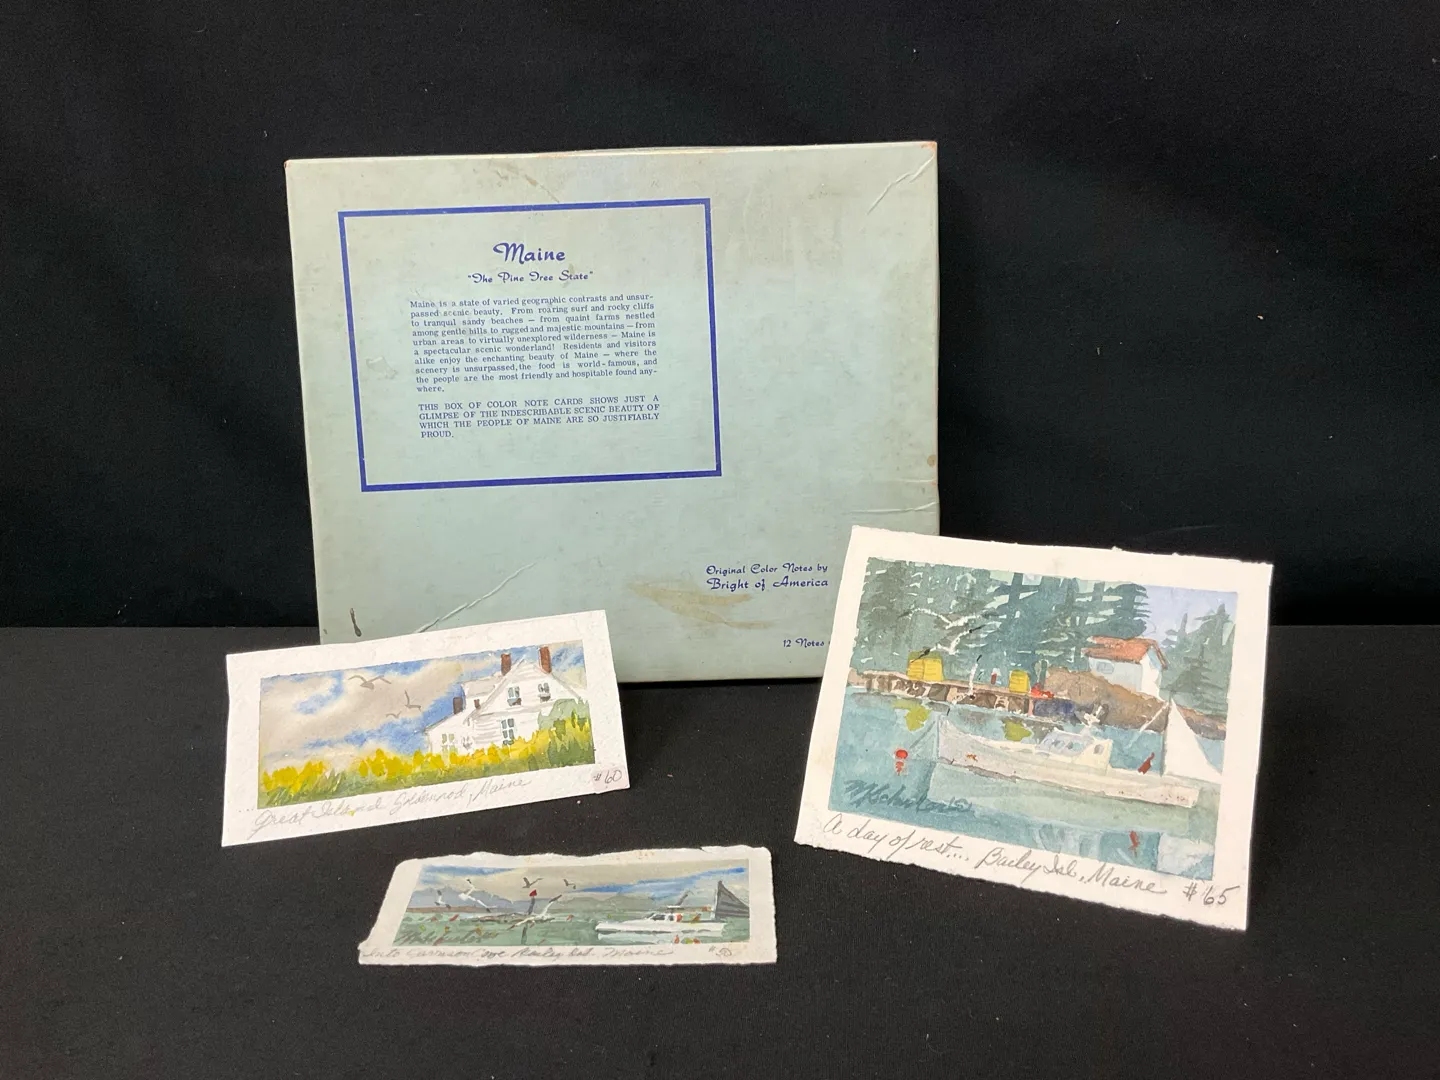 Maine
"The Pine Tree State"
Maine is a state of varied geographic contrasts and unsur-
passed scenic beauty. From roaring surf and rocky cliffs
to tranquil sandy beaches — from quaint farms nestled
among gentle hills to rugged and majestic mountains — from
urban areas to virtually unexplored wilderness — Maine is
a spectacular scenic wonderland! Residents and visitors
alike enjoy the enchanting beauty of Maine — where the
scenery is unsurpassed, the food is world-famous, and
the people are the most friendly and hospitable found any-
where.
THIS BOX OF COLOR NOTE CARDS SHOWS JUST A
GLIMPSE OF THE INDESCRIBABLE SCENIC BEAUTY OF
WHICH THE PEOPLE OF MAINE ARE SO JUSTIFIABLY
PROUD.
Original Color Notes by
Bright of America
12 Notes
Great Island Goldenrod, Maine
#60
A day of rest.... Bailey Isl., Maine #65
Cove Bailey Isl. Maine #50